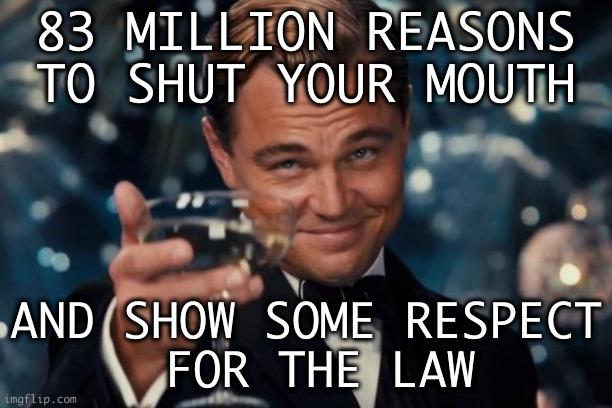 83 MILLION REASONS
TO SHUT YOUR MOUTH
AND SHOW SOME RESPECT
FOR THE LAW
imgflip.com